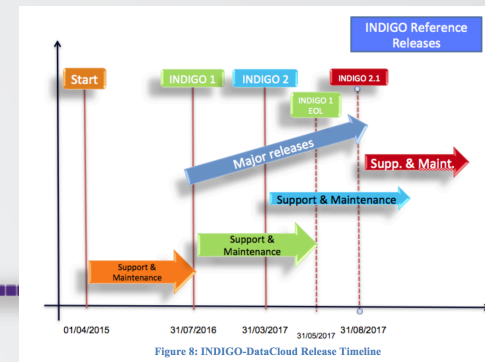 INDIGO Reference
Releases
Start
INDIGO 1
INDIGO 2
INDIGO 2.1
INDIGO 1
EOL
Major releases
Supp. & Maint.
Support & Maintenance
Support &
Maintenance
Support &
Maintenance
01/04/2015
31/07/2016
31/03/2017
31/05/2017
31/08/2017
Figure 8: INDIGO-DataCloud Release Timeline